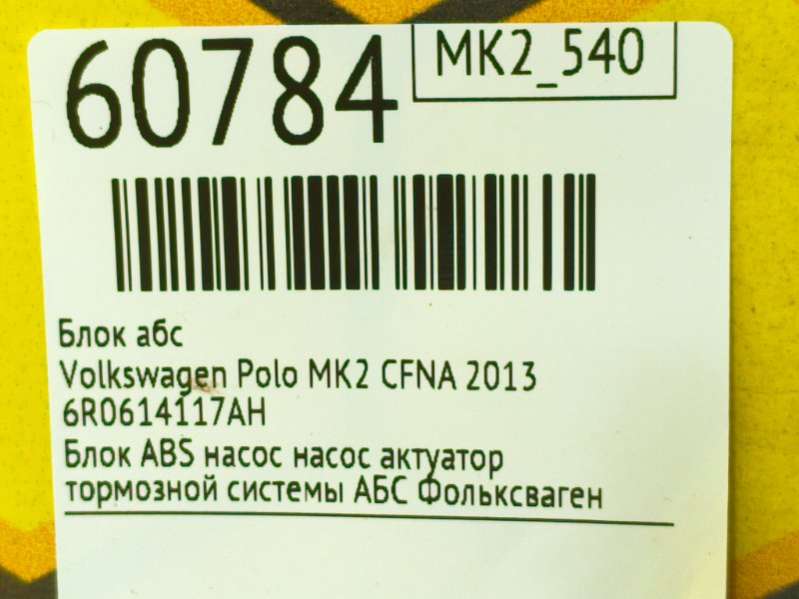 60784
MK2_540
Блок абс
Volkswagen Polo MK2 CFNA 2013
6R0614117AH
Блок ABS насос насос актуатор
тормозной системы АБС Фольксваген